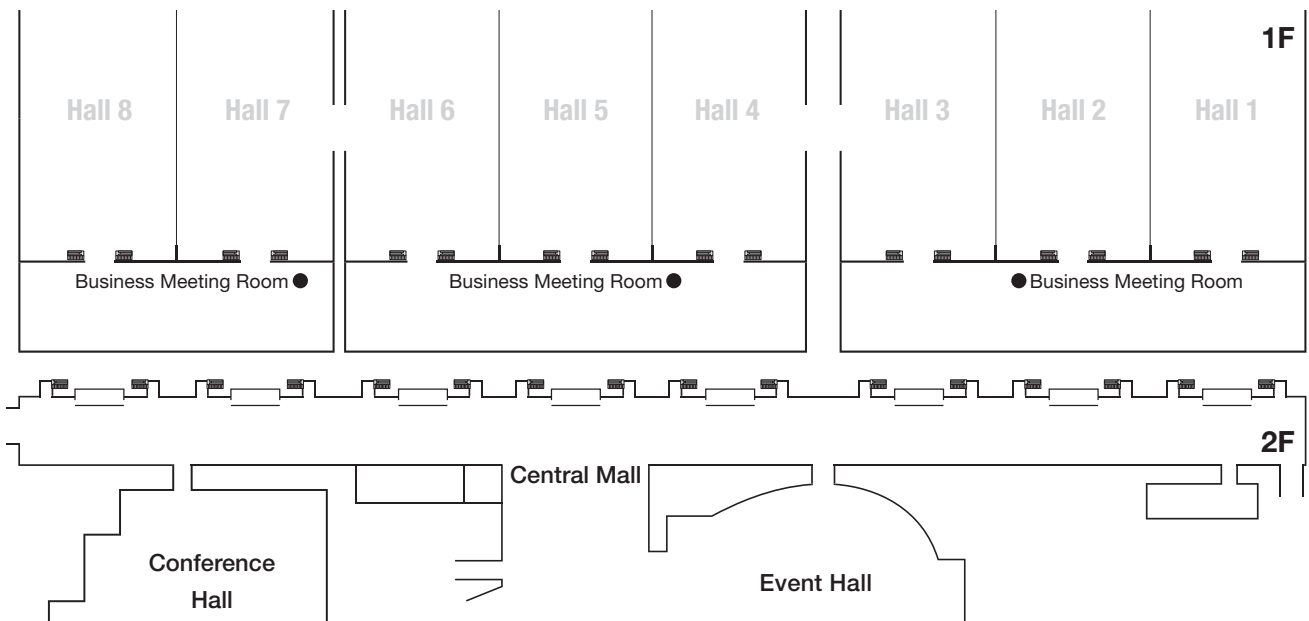 1F
Hall 8
Hall 7
Hall 6
Hall 5
Hall 4
Hall 3
Hall 2
Hall 1
Business Meeting Room
Business Meeting Room
Business Meeting Room
2F
Central Mall
Conference
Hall
Event Hall